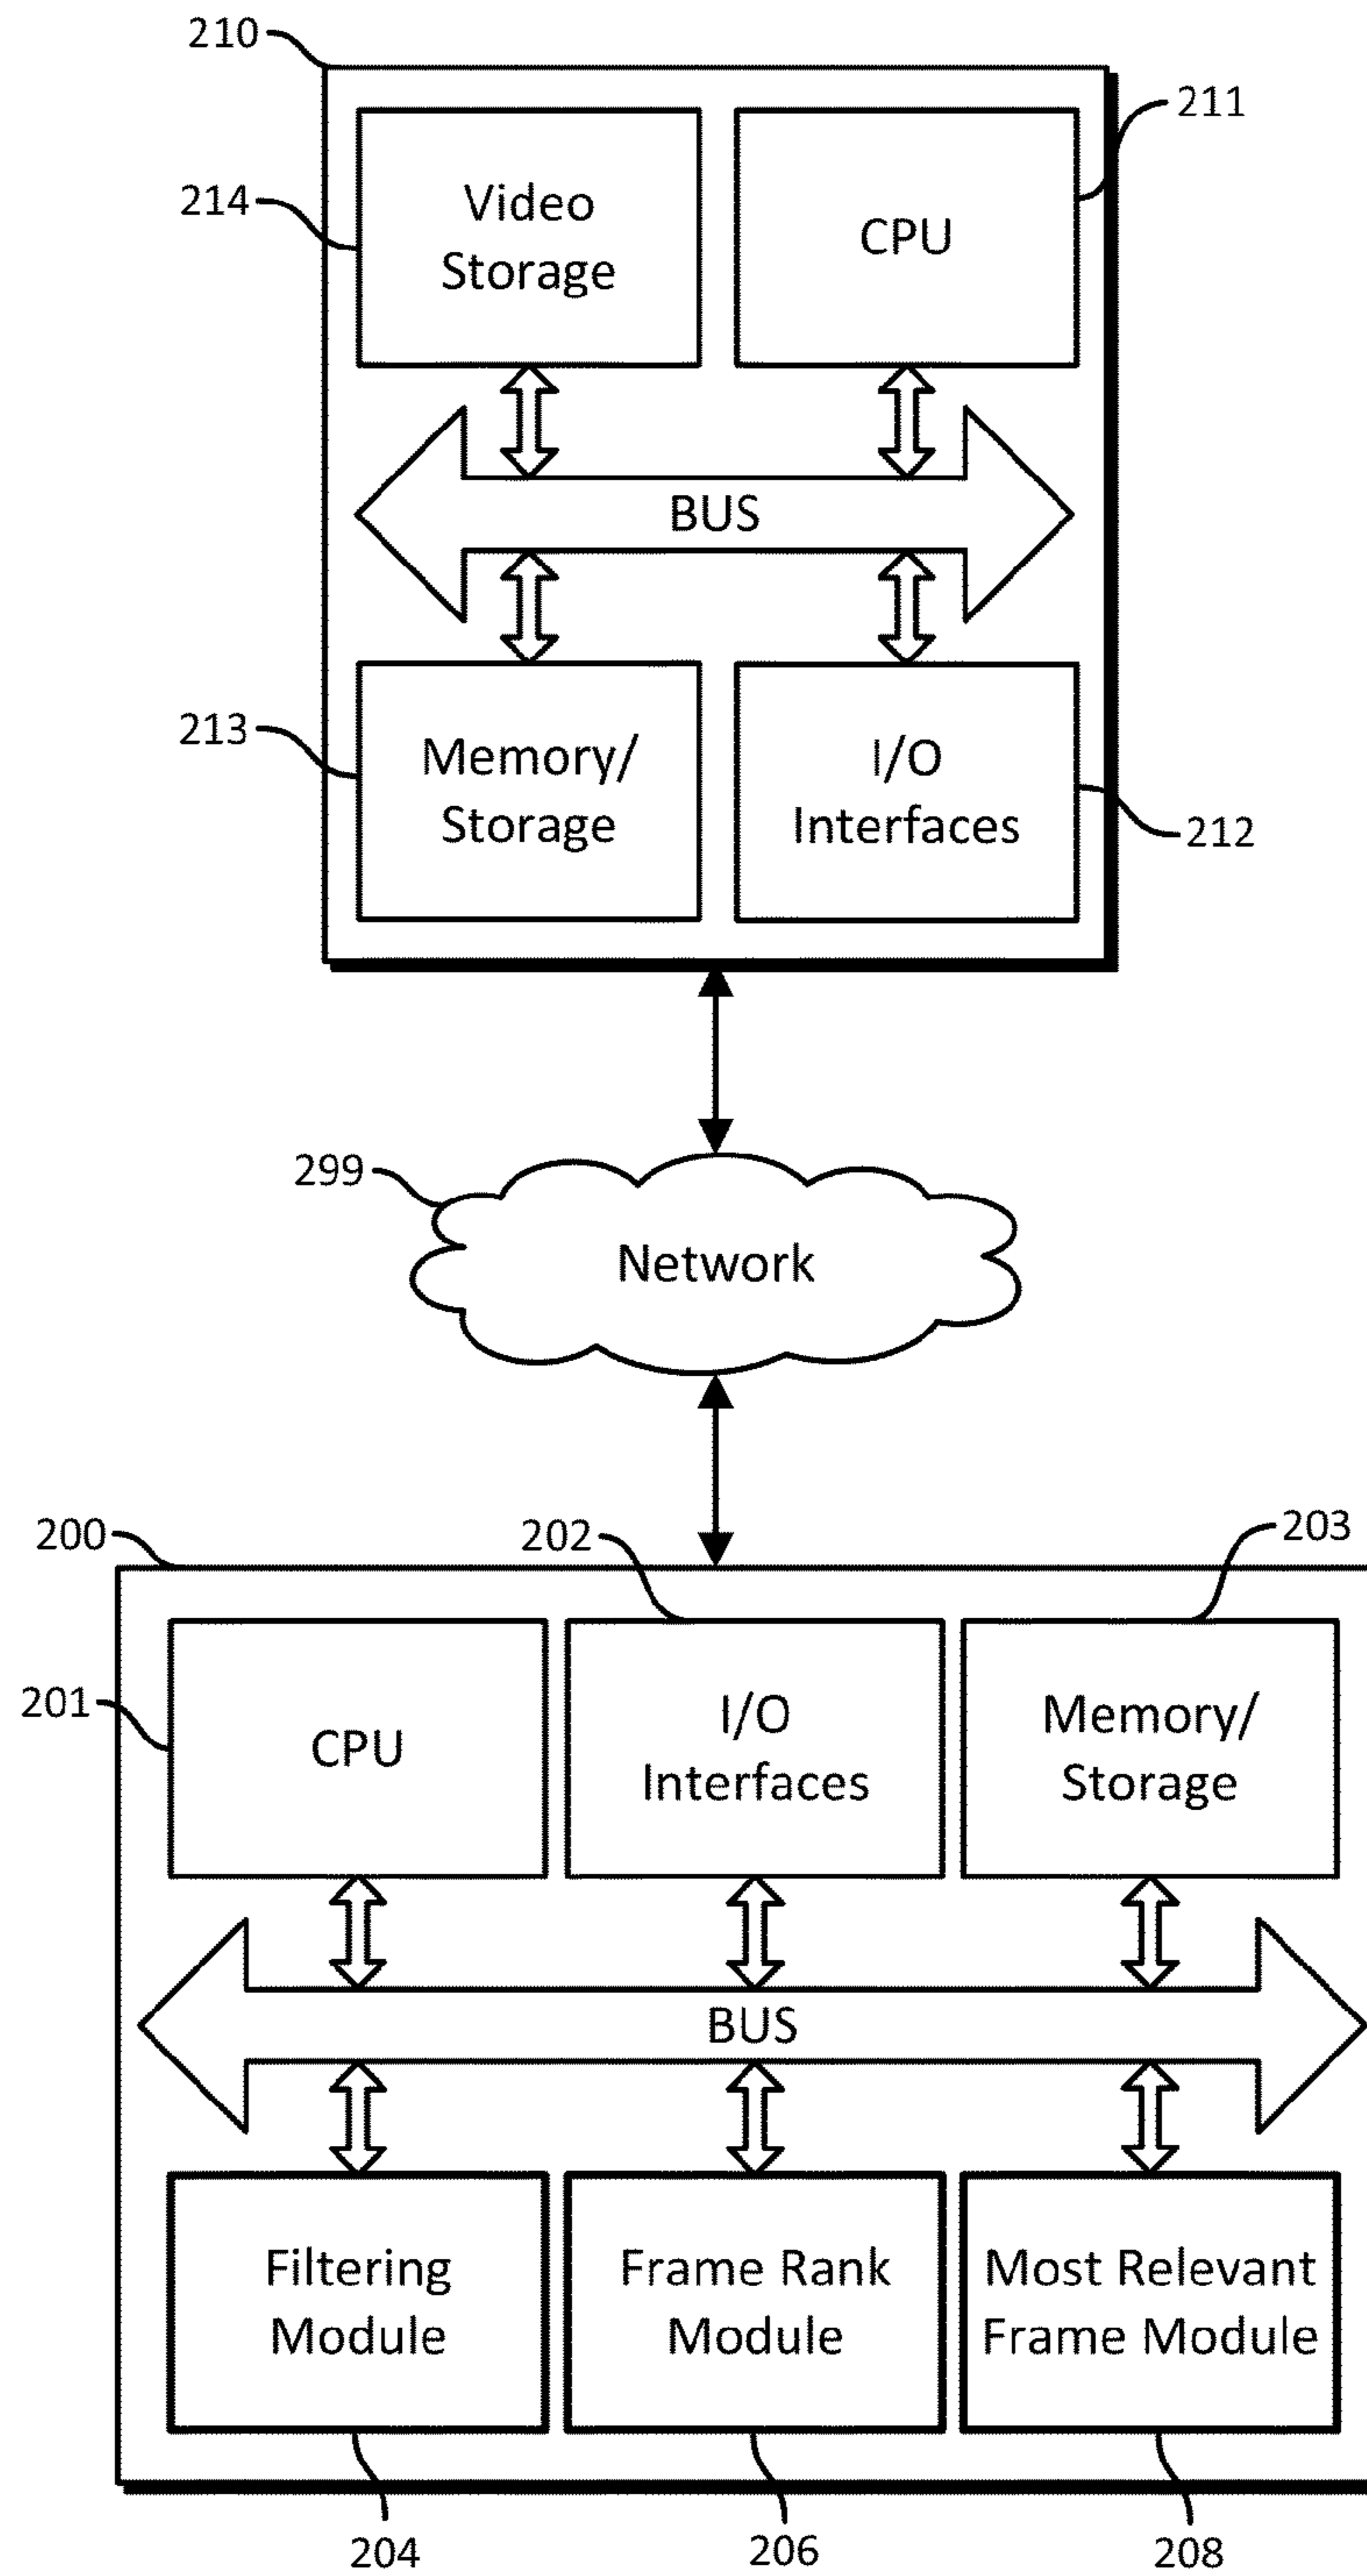 210
211
214
Video
Storage
CPU
BUS
213
Memory/
Storage
I/O
Interfaces
212
299
Network
200
202
203
201
CPU
I/O
Interfaces
Memory/
Storage
BUS
Filtering
Module
Frame Rank
Module
Most Relevant
Frame Module
204
206
208